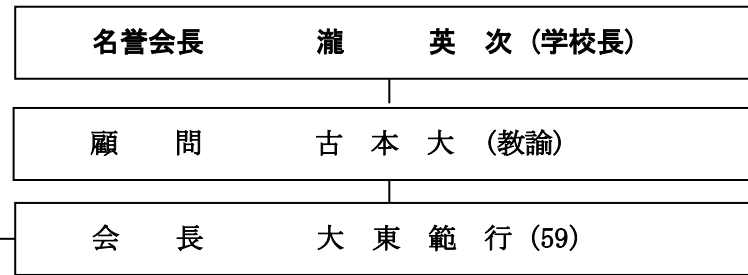 名誉会長　瀧　英次(学校長)
顧問　古本大(教諭)
会長　大東範行(59)